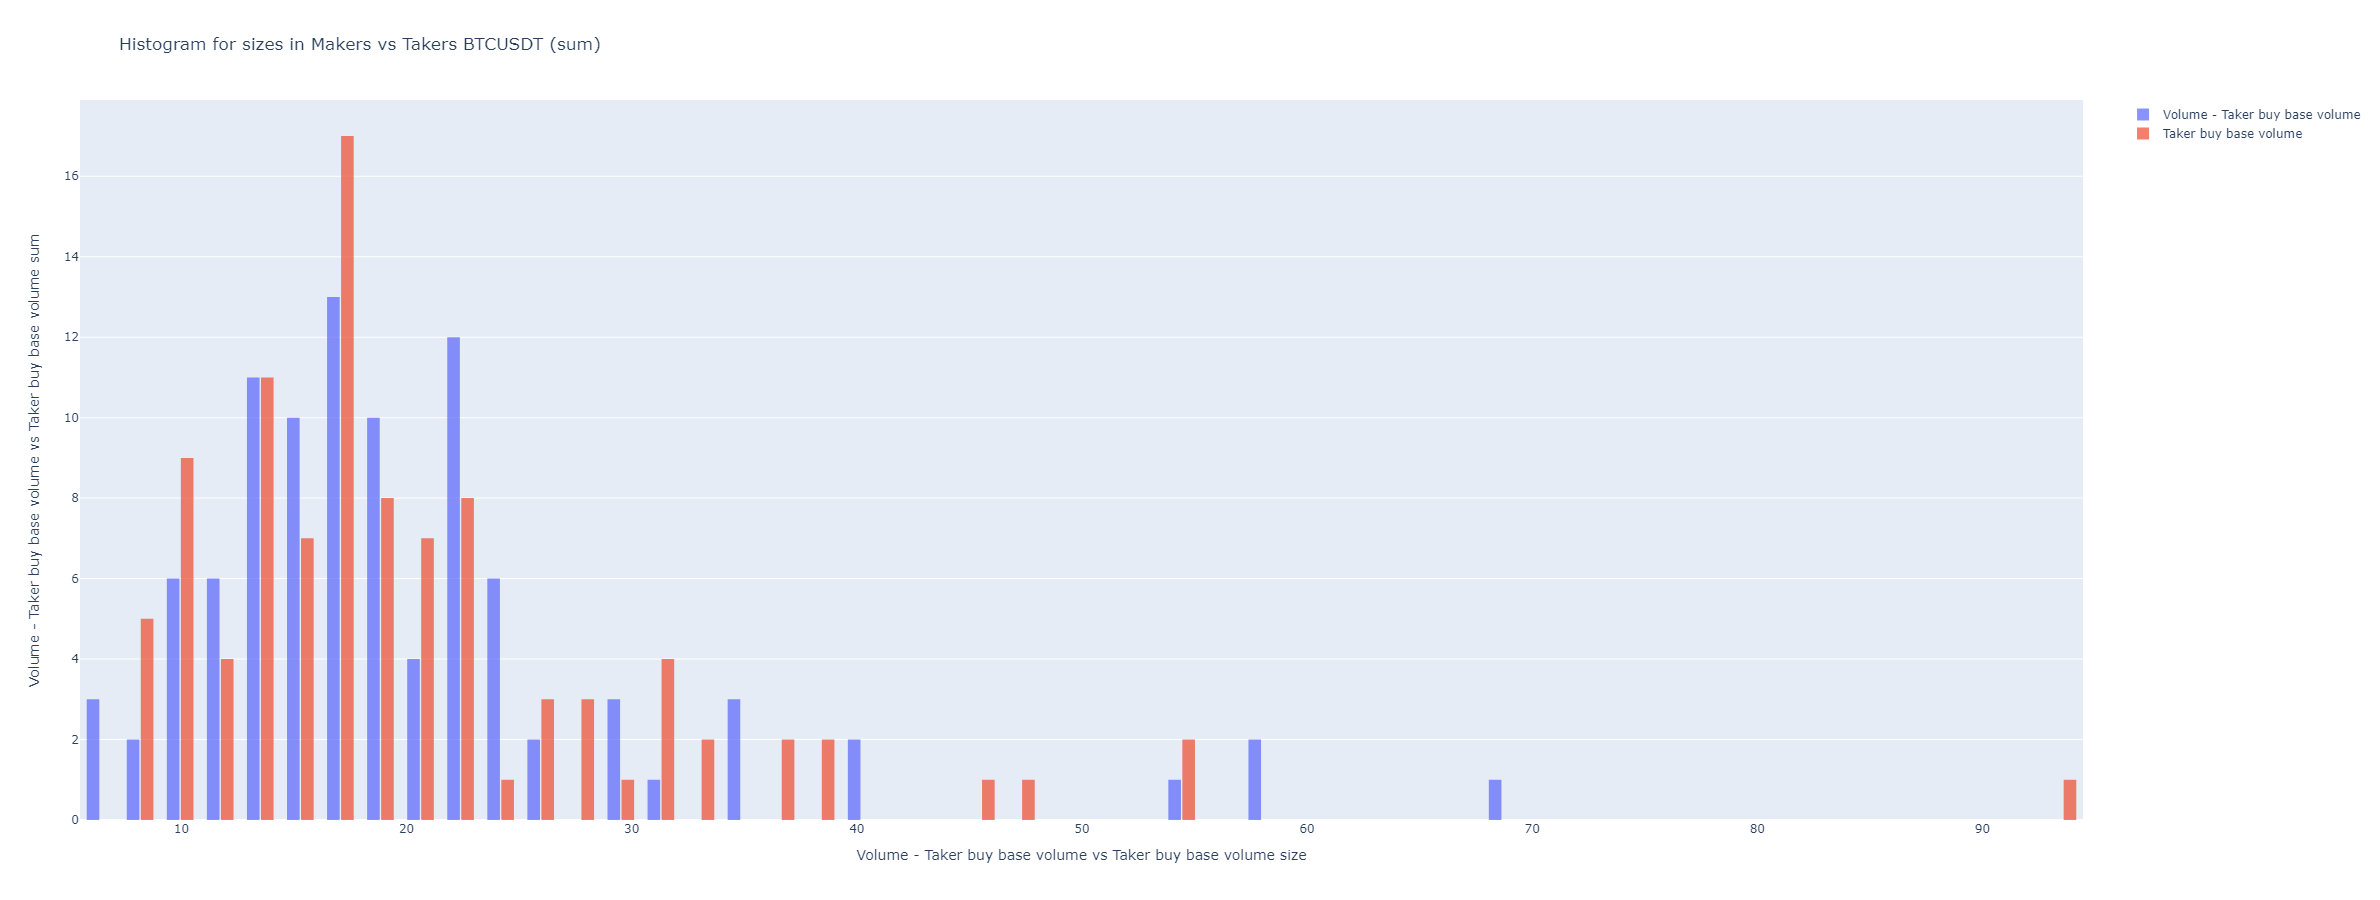 Histogram for sizes in Makers vs Takers BTCUSDT (sum)
Volume - Taker buy base volume
Taker buy base volume
Volume - Taker buy base volume vs Taker buy base volume sum
16
14
12
10
8
6
4
2
0
10 20 30 40 50 60 70 80 90
Volume - Taker buy base volume vs Taker buy base volume size